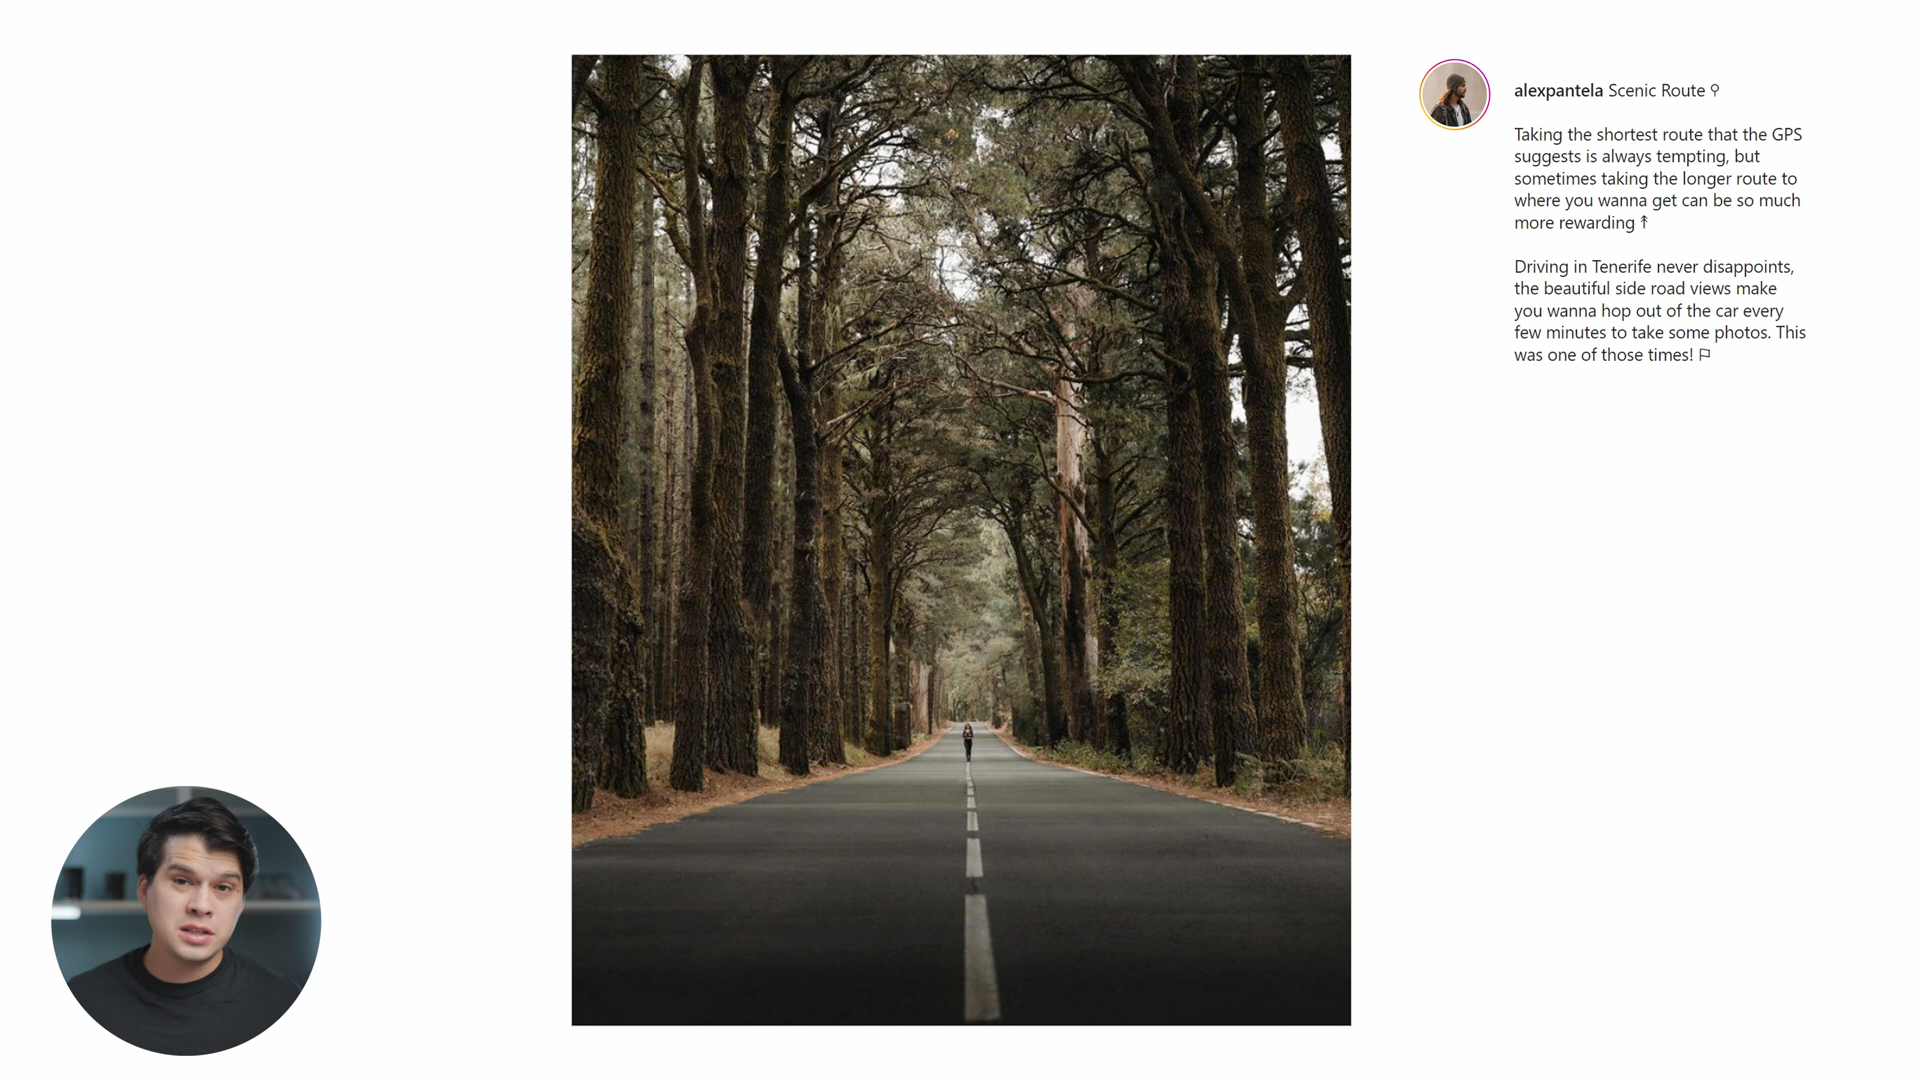 alexpantela Scenic Route ⚲
Taking the shortest route that the GPS
suggests is always tempting, but
sometimes taking the longer route to
where you wanna get can be so much
more rewarding ↟
Driving in Tenerife never disappoints,
the beautiful side road views make
you wanna hop out of the car every
few minutes to take some photos. This
was one of those times! ⚐